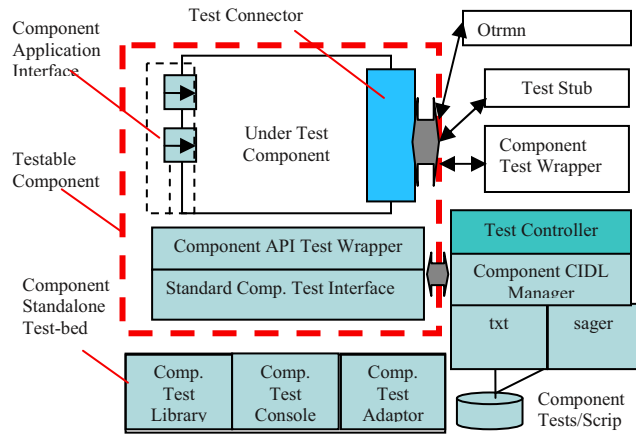 Component
Application
Interface
Test Connector
Otrmn
Test Stub
Component
Test Wrapper
Under Test
Component
Testable
Component
Test Controller
Component CIDL
Manager
txt
sager
Component API Test Wrapper
Standard Comp. Test Interface
Component
Standalone
Test-bed
Comp.
Test
Library
Comp.
Test
Console
Comp.
Test
Adaptor
Component
Tests/Scrip